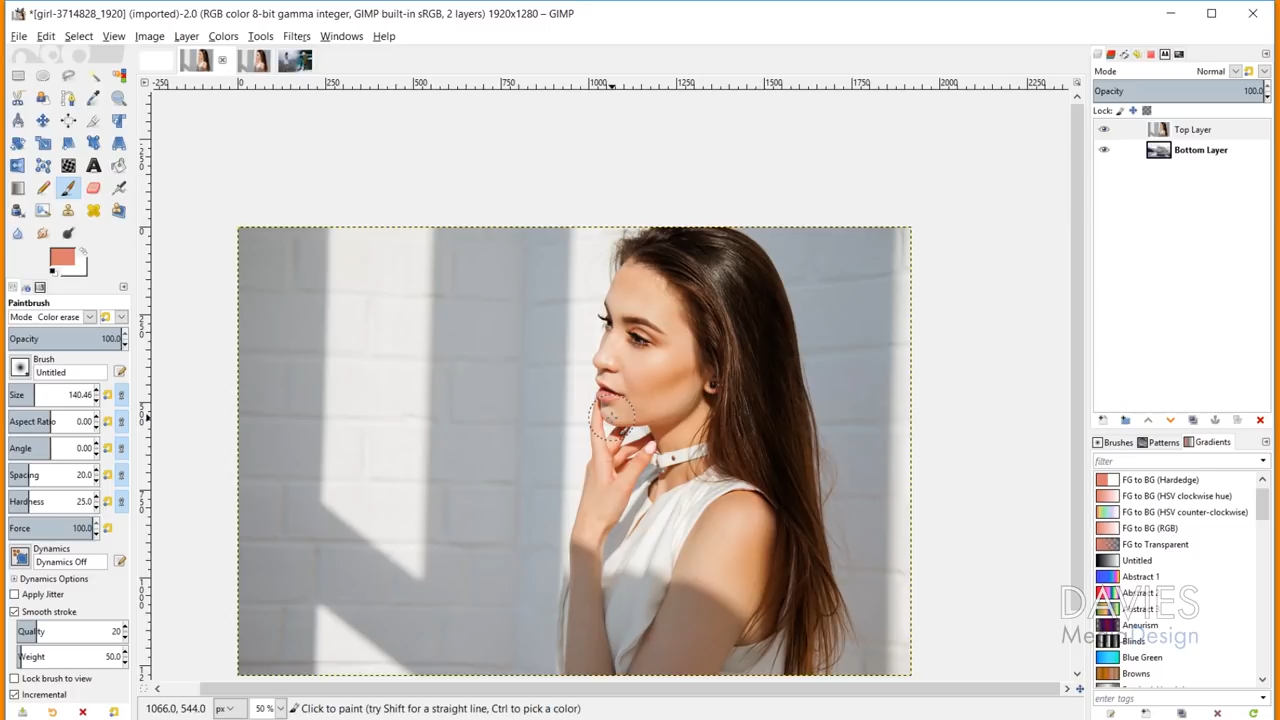 *[girl-3714828_1920] (imported)-2.0 (RGB color 8-bit gamma integer, GIMP built-in sRGB, 2 layers) 1920x1280 – GIMP
File Edit Select View Image Layer Colors Tools Filters Windows Help
-250 0 250 500 750 1000 1250 1500 1750 2000 2250
Mode Normal
Opacity 100.0
Lock:
Top Layer
Bottom Layer
Paintbrush
Mode Color erase
Opacity 100.0
Brush
Untitled
Size 140.46
Aspect Ratio 0.00
Angle 0.00
Spacing 20.0
Hardness 25.0
Force 100.0
Dynamics
Dynamics Off
Dynamics Options
Apply Jitter
Smooth stroke
Quality 20
Weight 50.0
Lock brush to view
Incremental
Brushes Patterns Gradients
filter
FG to BG (Hardedge)
FG to BG (HSV clockwise hue)
FG to BG (HSV counter-clockwise)
FG to BG (RGB)
FG to Transparent
Untitled
Abstract 1
Abstract 2
Abstract 3
Aneurism
Blinds
Blue Green
Browns
enter tags
DAVIES
Media Design
1066.0, 544.0 px 50 % Click to paint (try Shift for a straight line, Ctrl to pick a color)